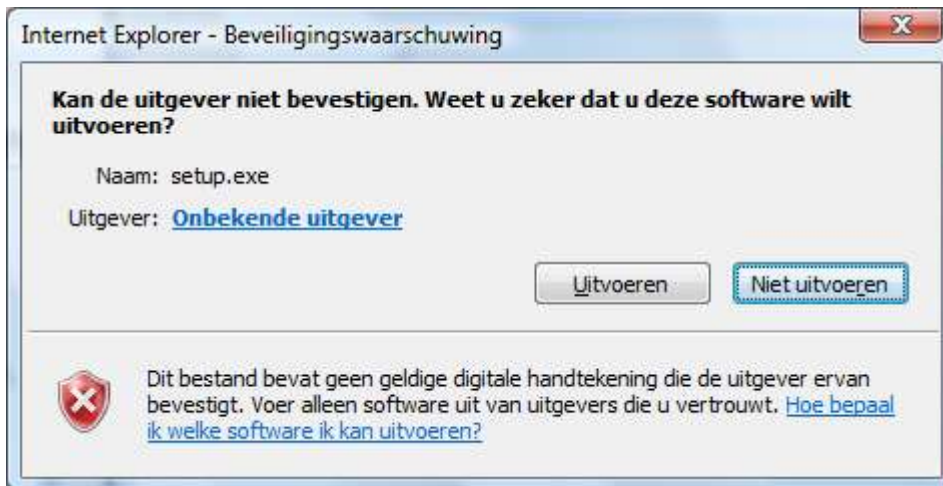 Internet Explorer - Beveiligingswaarschuwing
Kan de uitgever niet bevestigen. Weet u zeker dat u deze software wilt
uitvoeren?
Naam: setup.exe
Uitgever: Onbekende uitgever
Uitvoeren Niet uitvoeren
Dit bestand bevat geen geldige digitale handtekening die de uitgever ervan
bevestigt. Voer alleen software uit van uitgevers die u vertrouwt. Hoe bepaal
ik welke software ik kan uitvoeren?